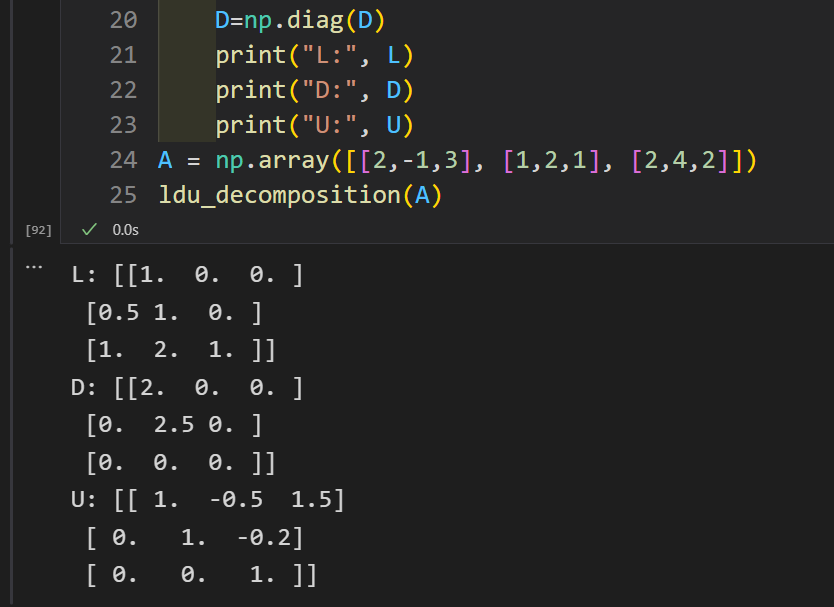 20 D=np.diag(D)
21 print("L:", L)
22 print("D:", D)
23 print("U:", U)
24 A = np.array([[2,-1,3], [1,2,1], [2,4,2]])
25 ldu_decomposition(A)
[92] ✓ 0.0s
... L: [[1. 0. 0. ]
[0.5 1. 0. ]
[1. 2. 1. ]]
D: [[2. 0. 0. ]
[0. 2.5 0. ]
[0. 0. 0. ]]
U: [[ 1. -0.5 1.5]
[ 0. 1. -0.2]
[ 0. 0. 1. ]]